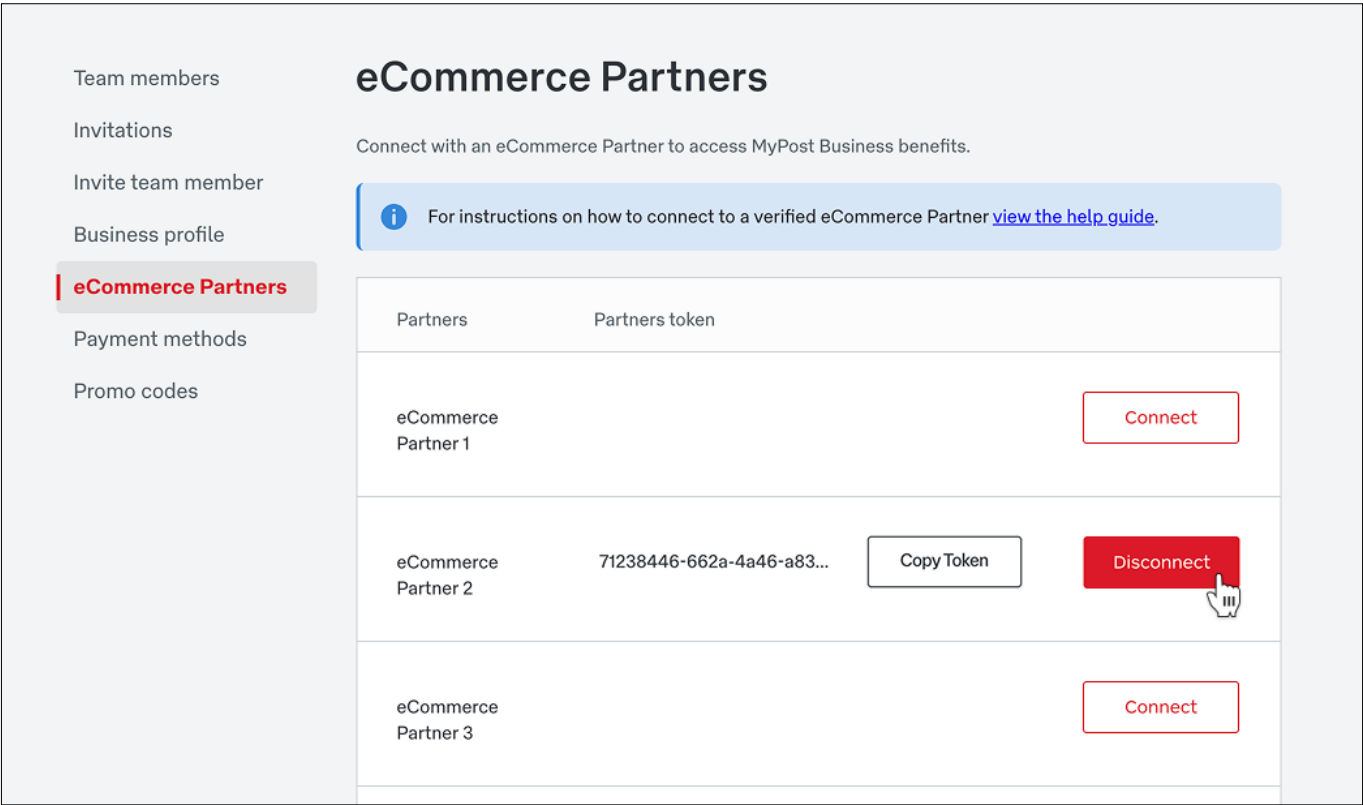 Team members
Invitations
Invite team member
Business profile
eCommerce Partners
Payment methods
Promo codes
eCommerce Partners
Connect with an eCommerce Partner to access MyPost Business benefits.
For instructions on how to connect to a verified eCommerce Partner view the help guide.
Partners Partners token
eCommerce
Partner 1
Connect
eCommerce
Partner 2
71238446-662a-4a46-a83...
Copy Token
Disconnect
eCommerce
Partner 3
Connect